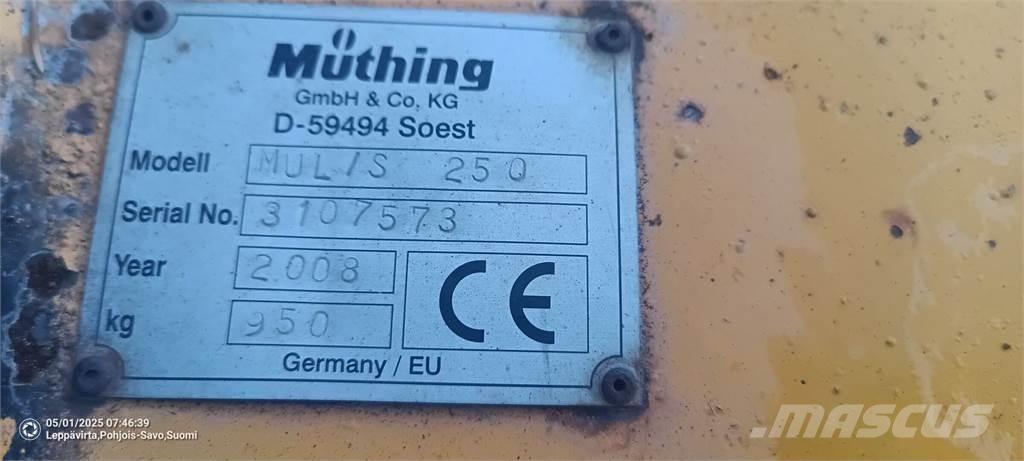 Müthing
GmbH & Co. KG
D-59494 Soest
Modell MUL/S 250
Serial No. 3107573
Year 2008
kg 950
CE
Germany / EU
05/01/2025 07:46:39
Leppävirta,Pohjois-Savo,Suomi
MASCUS